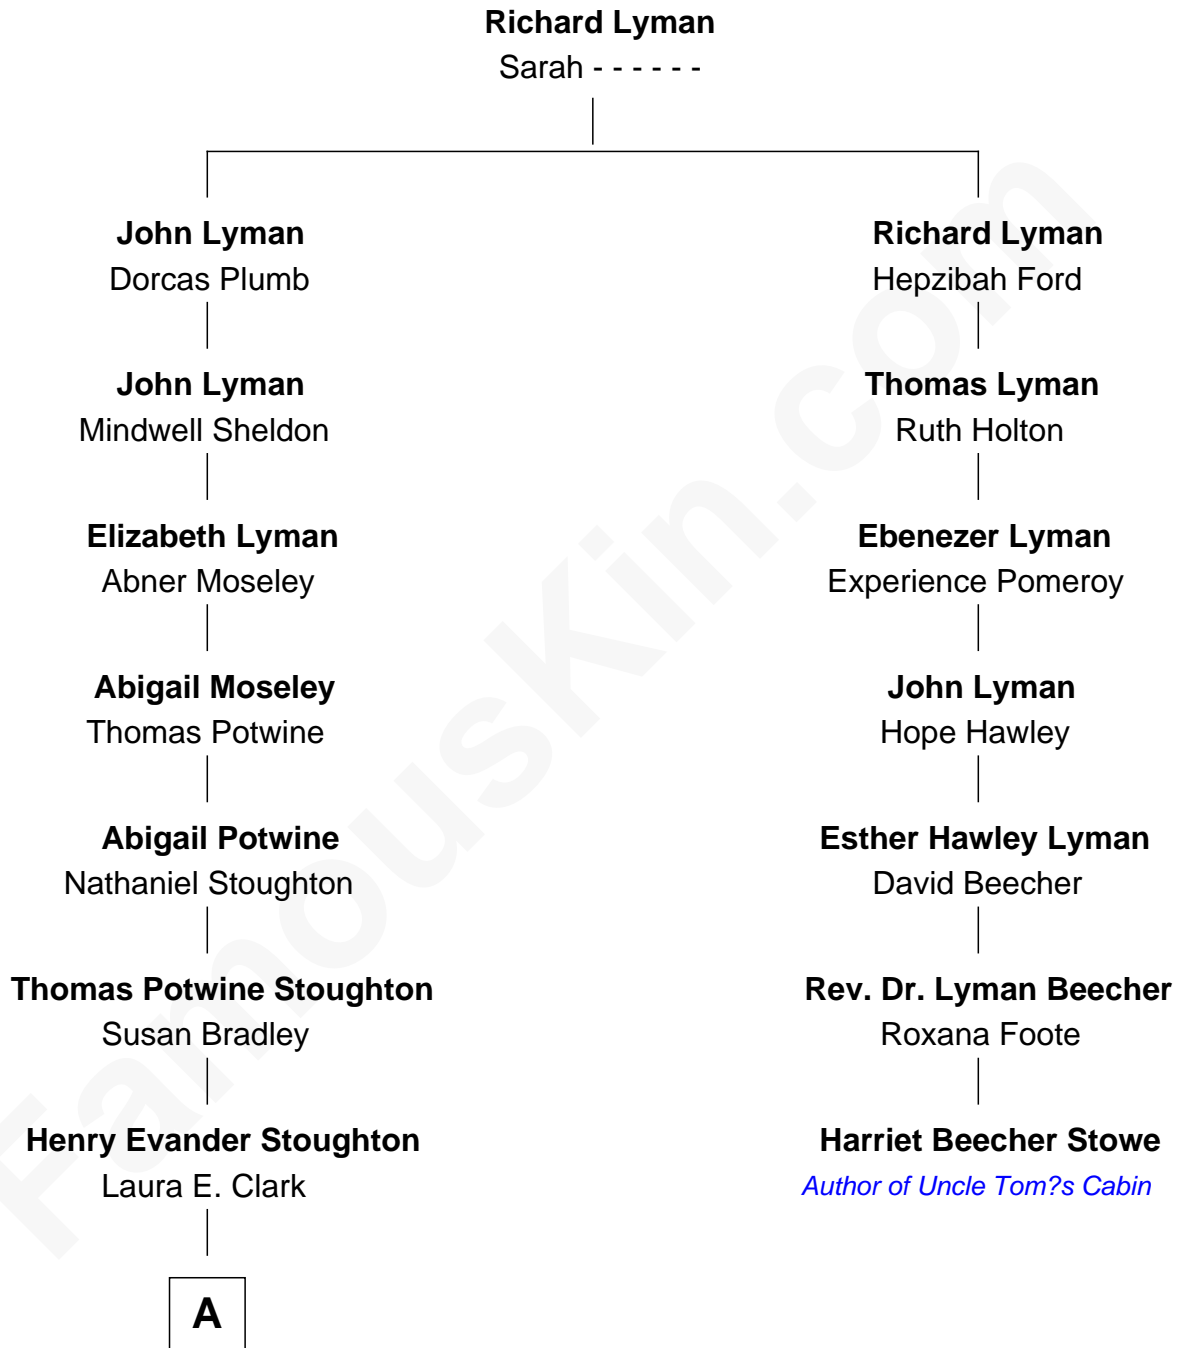 Richard Lyman
Sarah - - - - - -
John Lyman
Dorcas Plumb
Richard Lyman
Hepzibah Ford
John Lyman
Mindwell Sheldon
Thomas Lyman
Ruth Holton
Elizabeth Lyman
Abner Moseley
Ebenezer Lyman
Experience Pomeroy
Abigail Moseley
Thomas Potwine
John Lyman
Hope Hawley
Abigail Potwine
Nathaniel Stoughton
Esther Hawley Lyman
David Beecher
Thomas Potwine Stoughton
Susan Bradley
Rev. Dr. Lyman Beecher
Roxana Foote
Henry Evander Stoughton
Laura E. Clark
Harriet Beecher Stowe
Author of Uncle Tom?s Cabin
A
FamousKin.com